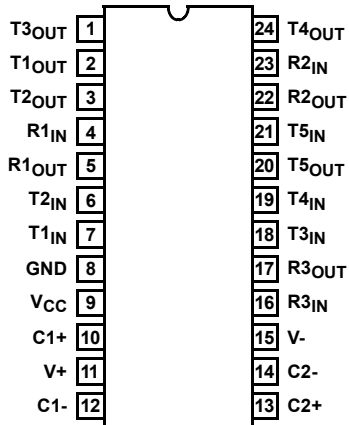 T3OUT 1 24 T4OUT
T1OUT 2 23 R2IN
T2OUT 3 22 R2OUT
R1IN 4 21 T5IN
R1OUT 5 20 T5OUT
T2IN 6 19 T4IN
T1IN 7 18 T3IN
GND 8 17 R3OUT
VCC 9 16 R3IN
C1+ 10 15 V-
V+ 11 14 C2-
C1- 12 13 C2+